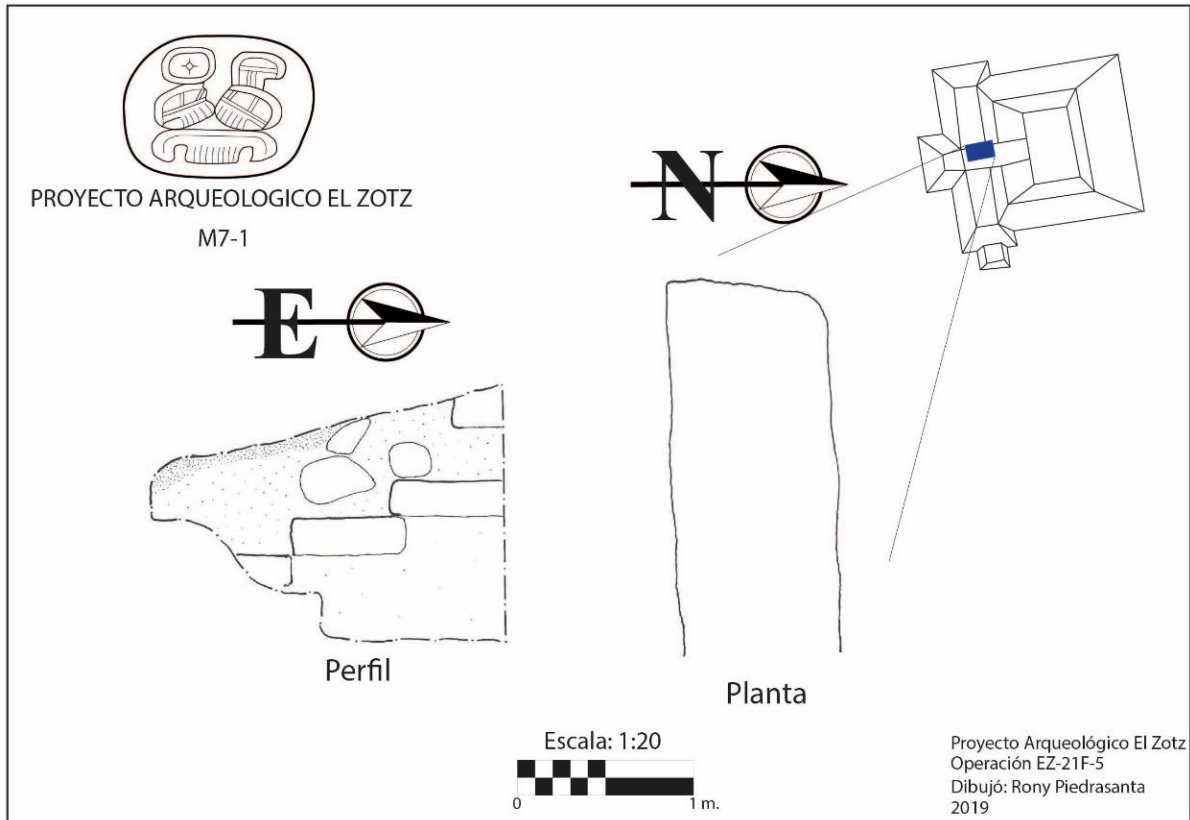 PROYECTO ARQUEOLOGICO EL ZOTZ
M7-1
N
E
Perfil
Planta
Escala: 1:20
0 1 m.
Proyecto Arqueológico El Zotz
Operación EZ-21F-5
Dibujó: Rony Piedrasanta
2019